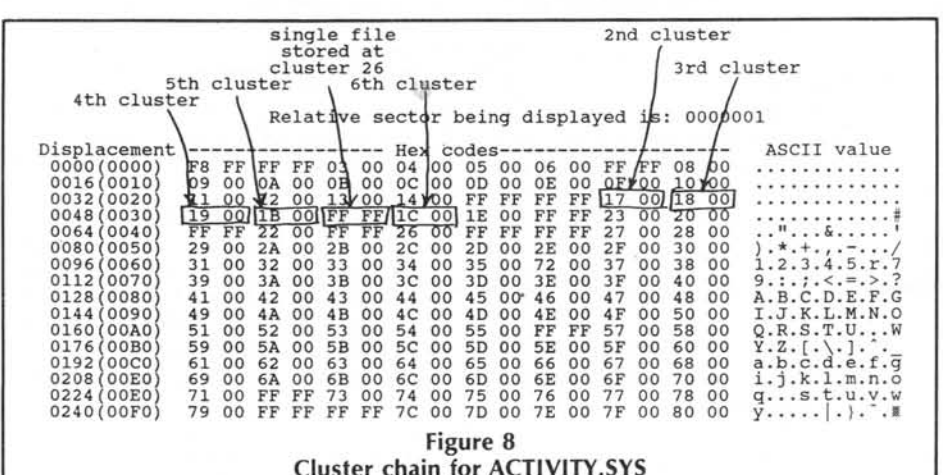 single file
stored at
cluster 26
2nd cluster
3rd cluster
5th cluster
6th cluster
4th cluster
Relative sector being displayed is: 0000001
Displacement ---------------- Hex codes-------------------- ASCII value
0000(0000) F8 FF FF FF 03 00 04 00 05 00 06 00 FF FF 08 00 ................
0016(0010) 09 00 0A 00 0B 00 0C 00 0D 00 0E 00 0F 00 10 00 ................
0032(0020) 11 00 12 00 13 00 14 00 FF FF FF FF 17 00 18 00 ................
0048(0030) 19 00 1B 00 FF FF 1C 00 1E 00 FF FF 23 00 20 00 ............#
0064(0040) FF FF 22 00 FF FF 26 00 FF FF FF FF 27 00 28 00 .."...&.....'
0080(0050) 29 00 2A 00 2B 00 2C 00 2D 00 2E 00 2F 00 30 00 ).*.+.,.-.../
0096(0060) 31 00 32 00 33 00 34 00 35 00 72 00 37 00 38 00 1.2.3.4.5.r.7
0112(0070) 39 00 3A 00 3B 00 3C 00 3D 00 3E 00 3F 00 40 00 9.:.;.<.=.>.?
0128(0080) 41 00 42 00 43 00 44 00 45 00 46 00 47 00 48 00 A.B.C.D.E.F.G
0144(0090) 49 00 4A 00 4B 00 4C 00 4D 00 4E 00 4F 00 50 00 I.J.K.L.M.N.O
0160(00A0) 51 00 52 00 53 00 54 00 55 00 FF FF 57 00 58 00 Q.R.S.T.U...W
0176(00B0) 59 00 5A 00 5B 00 5C 00 5D 00 5E 00 5F 00 60 00 Y.Z.[.\.].^._
0192(00C0) 61 00 62 00 63 00 64 00 65 00 66 00 67 00 68 00 a.b.c.d.e.f.g
0208(00E0) 69 00 6A 00 6B 00 6C 00 6D 00 6E 00 6F 00 70 00 i.j.k.l.m.n.o
0224(00E0) 71 00 FF FF 73 00 74 00 75 00 76 00 77 00 78 00 q...s.t.u.v.w
0240(00F0) 79 00 FF FF FF FF 7C 00 7D 00 7E 00 7F 00 80 00 y.....|.}.~.
Figure 8
Cluster chain for ACTIVITY.SYS